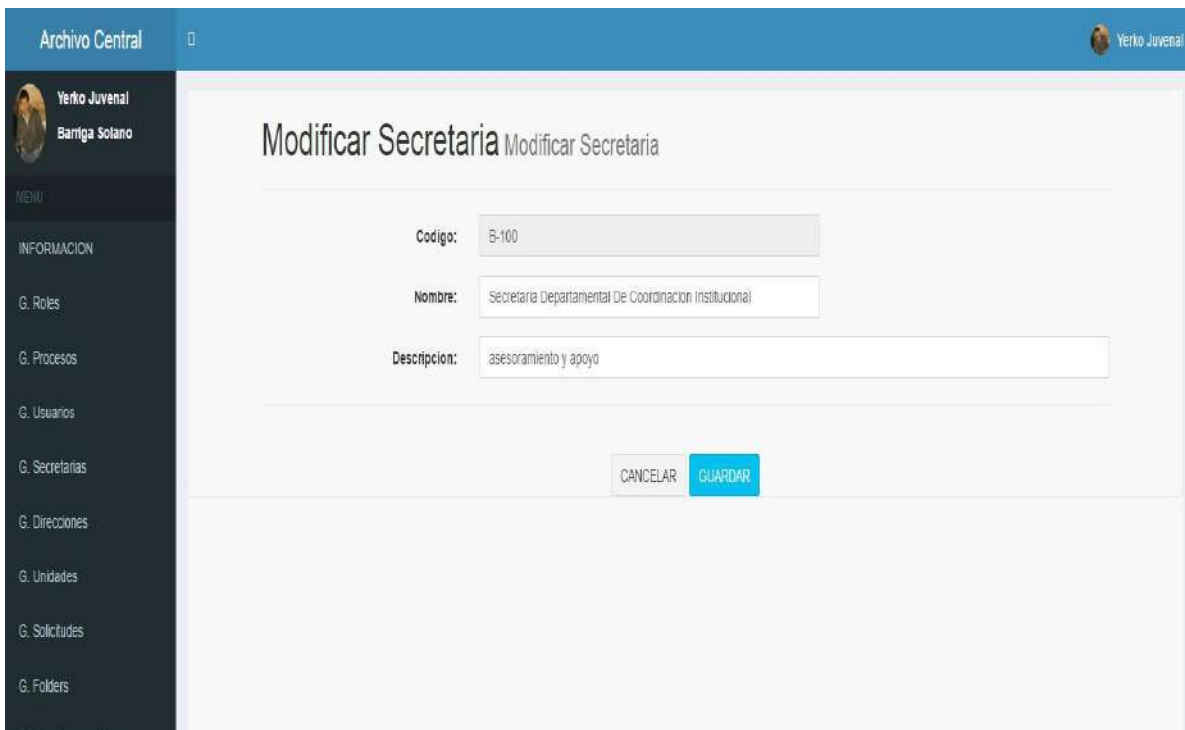 Archivo Central
Yerko Juvenal
Yerko Juvenal
Barriga Solano
MENU
INFORMACION
G. Roles
G. Procesos
G. Usuarios
G. Secretarias
G. Direcciones
G. Unidades
G. Solicitudes
G. Folders
Modificar Secretaria Modificar Secretaria
Codigo: B-100
Nombre: Secretaria Departamental De Coordinacion Institucional
Descripcion: asesoramiento y apoyo
CANCELAR GUARDAR